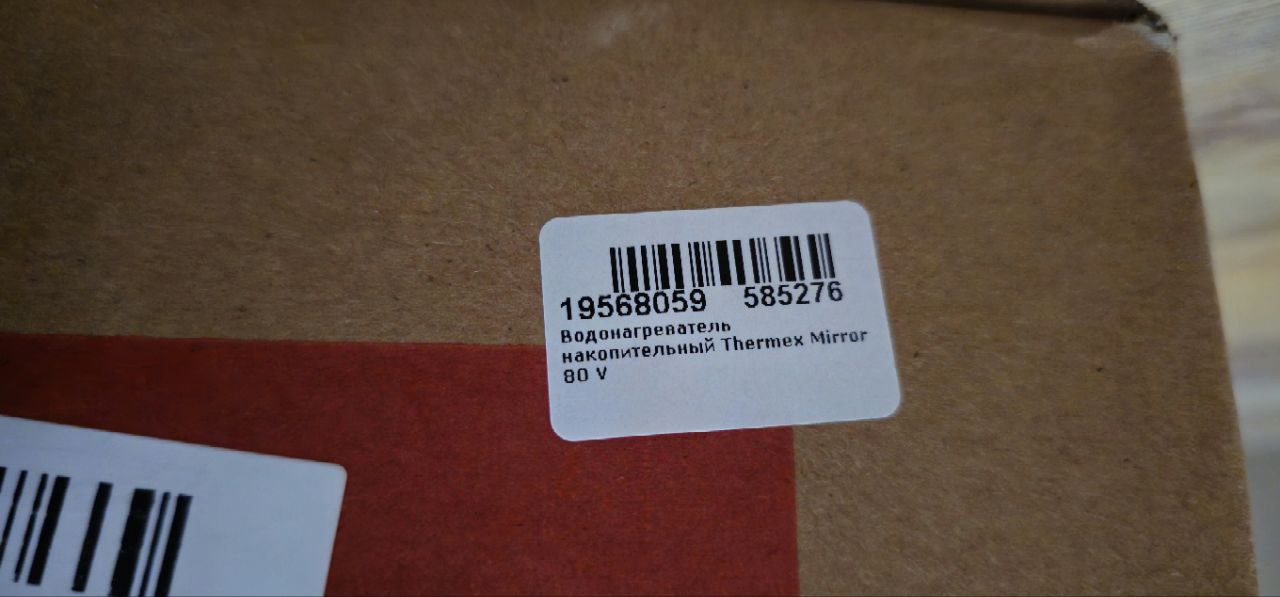 19568059 585276
Водонагреватель
накопительный Thermex Mirror
80 V